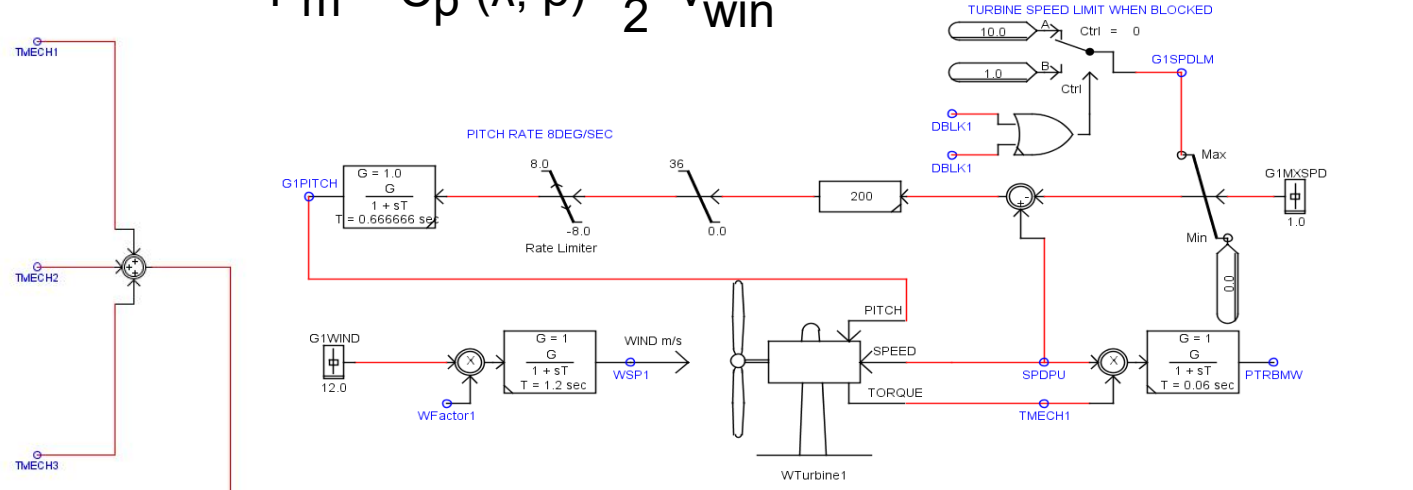 TURBINE SPEED LIMIT WHEN BLOCKED
TMECH1
10.0
A
Ctrl = 0
G1SPDLM
1.0
B
Ctrl
DBLK1
DBLK1
PITCH RATE 8DEG/SEC
G1PITCH
G = 1.0
G
1 + sT
T = 0.666666 sec
8.0
-8.0
Rate Limiter
36
0.0
200
+
-
Max
Min
G1MXSPD
1.0
0.0
TMECH2
+
+
+
TMECH3
G1WIND
12.0
X
WFactor1
G = 1
G
1 + sT
T = 1.2 sec
WIND m/s
WSP1
PITCH
SPEED
TORQUE
WTurbine1
SPDPU
TMECH1
X
G = 1
G
1 + sT
T = 0.06 sec
PTRBMW